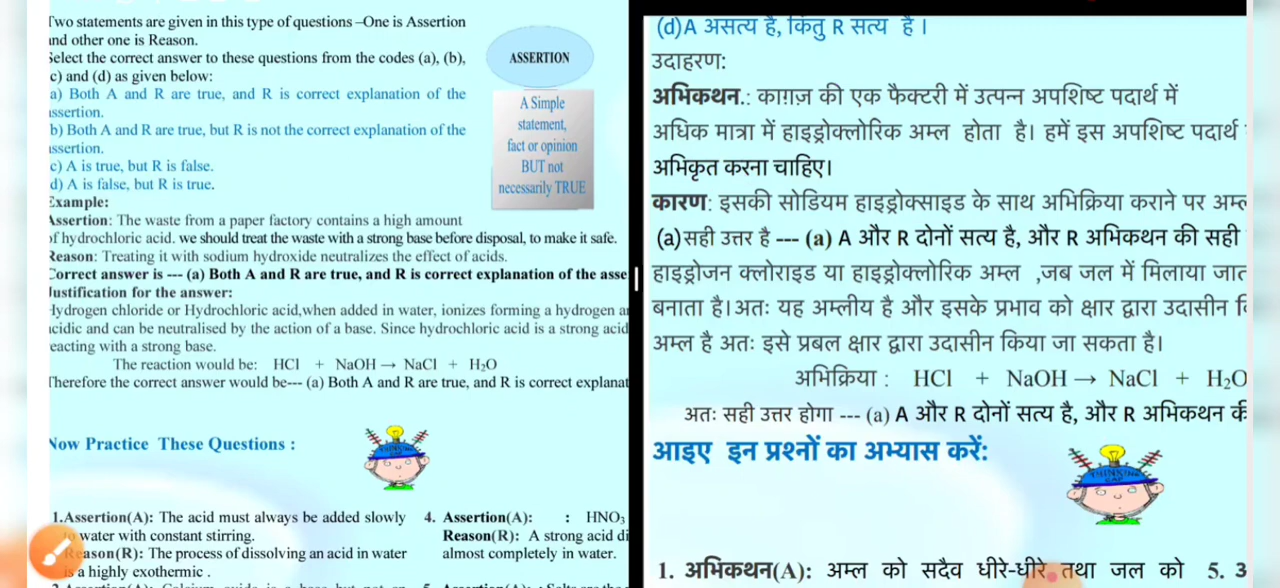 Two statements are given in this type of questions –One is Assertion
and other one is Reason.
Select the correct answer to these questions from the codes (a), (b),
c) and (d) as given below:
a) Both A and R are true, and R is correct explanation of the
assertion.
b) Both A and R are true, but R is not the correct explanation of the
assertion.
c) A is true, but R is false.
d) A is false, but R is true.
Example:
Assertion: The waste from a paper factory contains a high amount
of hydrochloric acid. we should treat the waste with a strong base before disposal, to make it safe.
Reason: Treating it with sodium hydroxide neutralizes the effect of acids.
Correct answer is --- (a) Both A and R are true, and R is correct explanation of the asse
Justification for the answer:
Hydrogen chloride or Hydrochloric acid,when added in water, ionizes forming a hydrogen
acidic and can be neutralised by the action of a base. Since hydrochloric acid is a strong acid
eacting with a strong base.
The reaction would be: HCl + NaOH → NaCl + H₂O
Therefore the correct answer would be--- (a) Both A and R are true, and R is correct explanat
ASSERTION
A Simple
statement,
fact or opinion
BUT not
necessarily TRUE
Now Practice These Questions :
THINKING
CAP
1.Assertion(A): The acid must always be added slowly
to water with constant stirring.
Reason(R): The process of dissolving an acid in water
is a highly exothermic .
4. Assertion(A): : HNO₃
Reason(R): A strong acid di
almost completely in water.
(d)A असत्य है, किंतु R सत्य है ।
उदाहरण:
अभिकथन.: काग़ज़ की एक फैक्टरी में उत्पन्न अपशिष्ट पदार्थ में
अधिक मात्रा में हाइड्रोक्लोरिक अम्ल होता है। हमें इस अपशिष्ट पदार्थ
अभिकृत करना चाहिए।
कारण: इसकी सोडियम हाइड्रोक्साइड के साथ अभिक्रिया कराने पर अम्ल
(a)सही उत्तर है --- (a) A और R दोनों सत्य है, और R अभिकथन की सही
हाइड्रोजन क्लोराइड या हाइड्रोक्लोरिक अम्ल ,जब जल में मिलाया जात
बनाता है।अतः यह अम्लीय है और इसके प्रभाव को क्षार द्वारा उदासीन
अम्ल है अतः इसे प्रबल क्षार द्वारा उदासीन किया जा सकता है।
अभिक्रिया : HCl + NaOH → NaCl + H₂O
अतः सही उत्तर होगा --- (a) A और R दोनों सत्य है, और R अभिकथन की
आइए इन प्रश्नों का अभ्यास करें:
THINKING
CAP
1. अभिकथन(A): अम्ल को सदैव धीरे-धीरे तथा जल को 5.